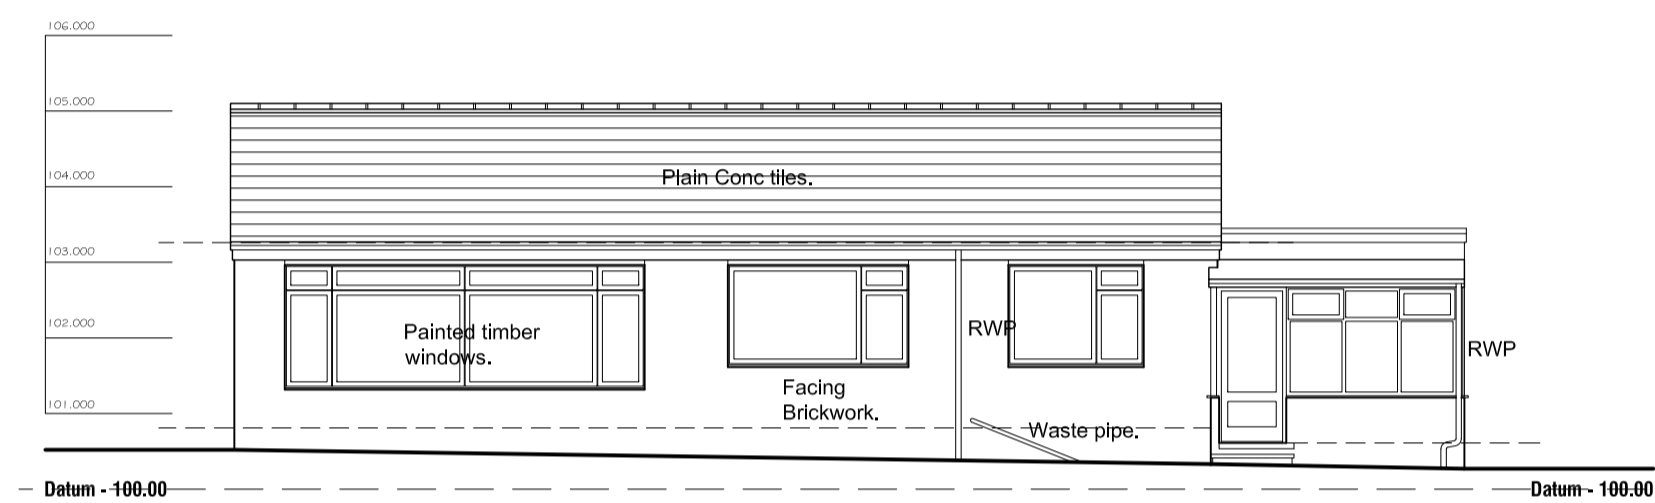 106.000
105.000
104.000
103.000
102.000
101.000
Plain Conc tiles.
Painted timber
windows.
RWP
RWP
Facing
Brickwork.
Waste pipe.
Datum - 100.00
Datum - 100.00